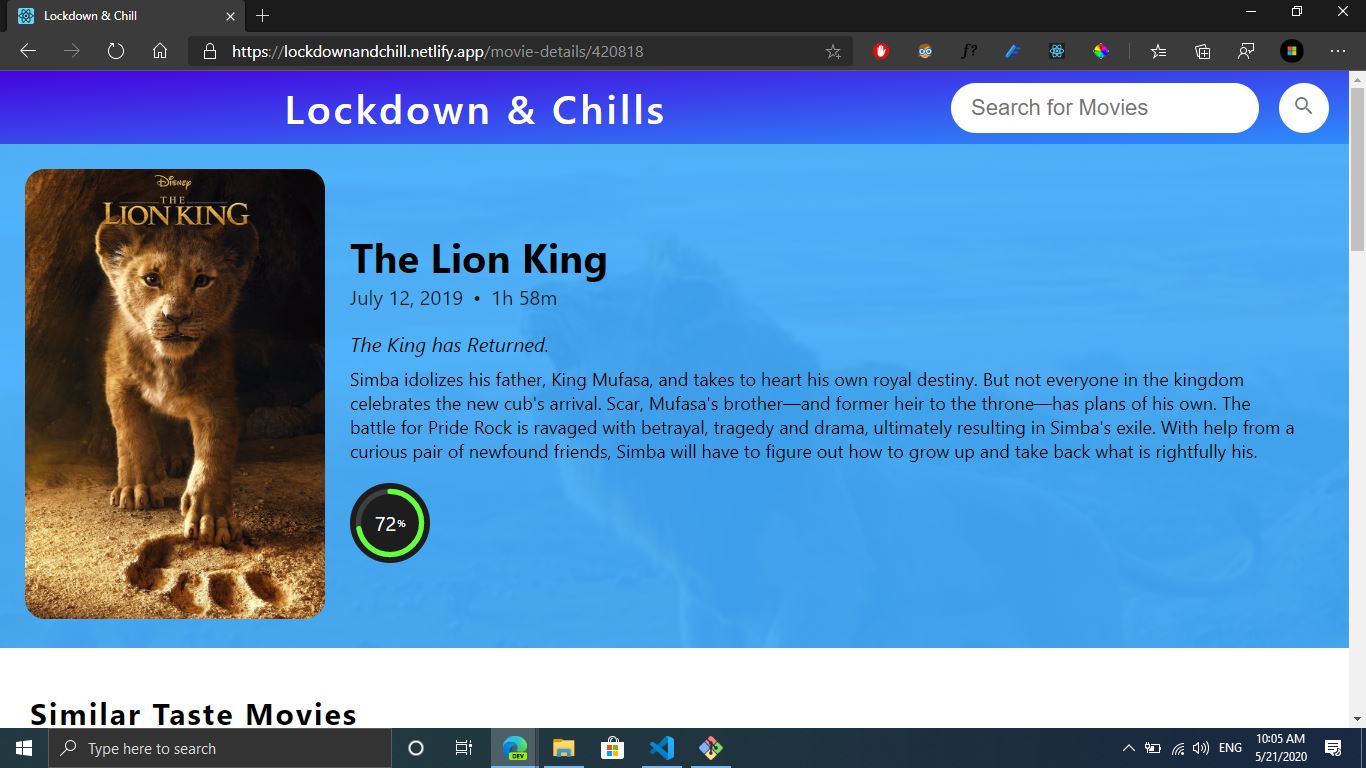 Lockdown & Chill
https://lockdownandchill.netlify.app/movie-details/420818
f?
Lockdown & Chills
Search for Movies
Disney
THE
LION KING
The Lion King
July 12, 2019 • 1h 58m
The King has Returned.
Simba idolizes his father, King Mufasa, and takes to heart his own royal destiny. But not everyone in the kingdom
celebrates the new cub's arrival. Scar, Mufasa's brother—and former heir to the throne—has plans of his own. The
battle for Pride Rock is ravaged with betrayal, tragedy and drama, ultimately resulting in Simba's exile. With help from a
curious pair of newfound friends, Simba will have to figure out how to grow up and take back what is rightfully his.
72%
Similar Taste Movies
Type here to search
DEV
ENG
10:05 AM
5/21/2020